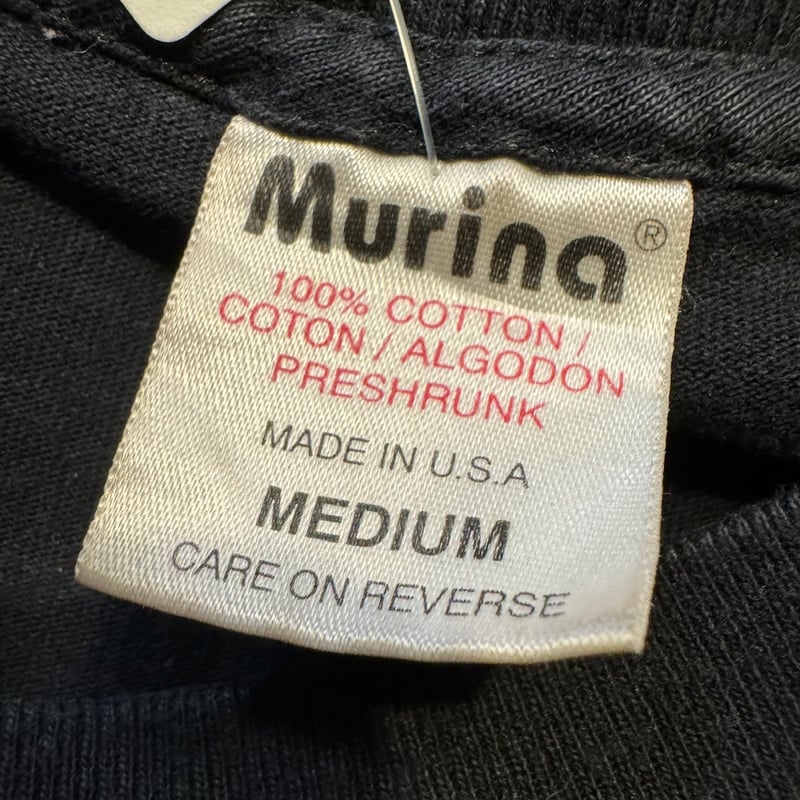 Murina®
100% COTTON /
COTON / ALGODON
PRESHRUNK
MADE IN U.S.A
MEDIUM
CARE ON REVERSE